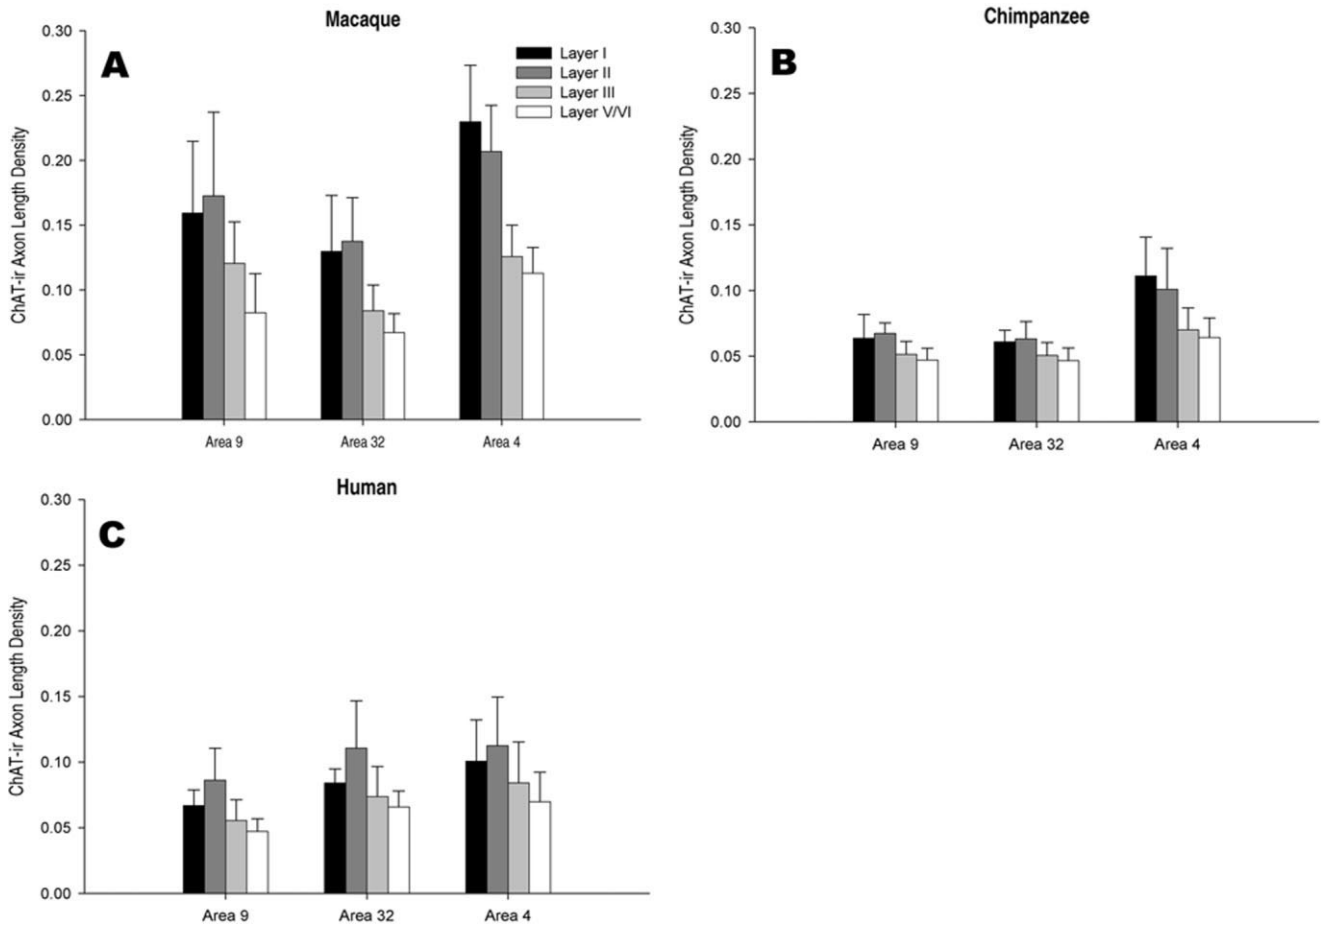 Macaque
A
Layer I
Layer II
Layer III
Layer V/VI
ChAT-ir Axon Length Density
0.30
0.25
0.20
0.15
0.10
0.05
0.00
Area 9 Area 32 Area 4
Chimpanzee
B
ChAT-ir Axon Length Density
0.30
0.25
0.20
0.15
0.10
0.05
0.00
Area 9 Area 32 Area 4
Human
C
ChAT-ir Axon Length Density
0.30
0.25
0.20
0.15
0.10
0.05
0.00
Area 9 Area 32 Area 4